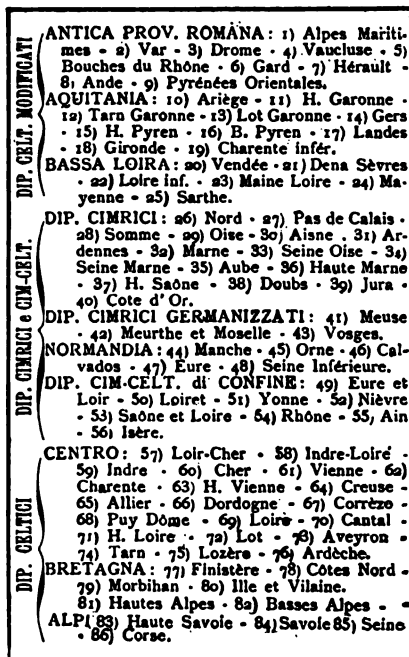 DIP. CELT. MODIFICATI
ANTICA PROV. ROMANA: 1) Alpes Mariti-
mes - 2) Var - 3) Drome - 4) Vaucluse - 5)
Bouches du Rhône - 6) Gard - 7) Hérault -
8) Ande - 9) Pyrénées Orientales.
AQUITANIA: 10) Ariège - 11) H. Garonne -
12) Tarn Garonne - 13) Lot Garonne - 14) Gers
- 15) H. Pyren - 16) B. Pyren - 17) Landes
- 18) Gironde - 19) Charente infér.
BASSA LOIRA: 20) Vendée - 21) Dena Sèvres
- 22) Loire inf. - 23) Maine Loire - 24) Ma-
yenne - 25) Sarthe.
DIP. CIMRICI e CIM-CELT.
DIP. CIMRICI: 26) Nord - 27) Pas de Calais -
28) Somme - 29) Oise - 30) Aisne . 31) Ar-
dennes - 32) Marne - 33) Seine Oise - 34)
Seine Marne - 35) Aube - 36) Haute Marne
- 37) H. Saône - 38) Doubs - 39) Jura -
40) Cote d'Or.
DIP. CIMRICI GERMANIZZATI: 41) Meuse
- 42) Meurthe et Moselle - 43) Vosges.
NORMANDIA: 44) Manche - 45) Orne - 46) Cal-
vados - 47) Eure - 48) Seine Inférieure.
DIP. CIM-CELT. di CONFINE: 49) Eure et
Loir - 50) Loiret - 51) Yonne - 52) Nièvre
- 53) Saône et Loire - 54) Rhône - 55, Ain
- 56) Isère.
DIP. CELTICI
CENTRO: 57) Loir-Cher - 58) Indre-Loire -
59) Indre - 60) Cher - 61) Vienne - 62)
Charente - 63) H. Vienne - 64) Creuse -
65) Allier - 66) Dordogne - 67) Corrèze -
68) Puy Dôme - 69) Loire - 70) Cantal -
71) H. Loire - 72) Lot - 73) Aveyron -
74) Tarn - 75) Lozère - 76) Ardèche.
BRETAGNA: 77) Finistère - 78) Côtes Nord -
79) Morbihan - 80) Ille et Vilaine.
81) Hautes Alpes - 82) Basses Alpes - -
ALPI 83) Haute Savoie - 84) Savoie 85) Seine
- 86) Corse.